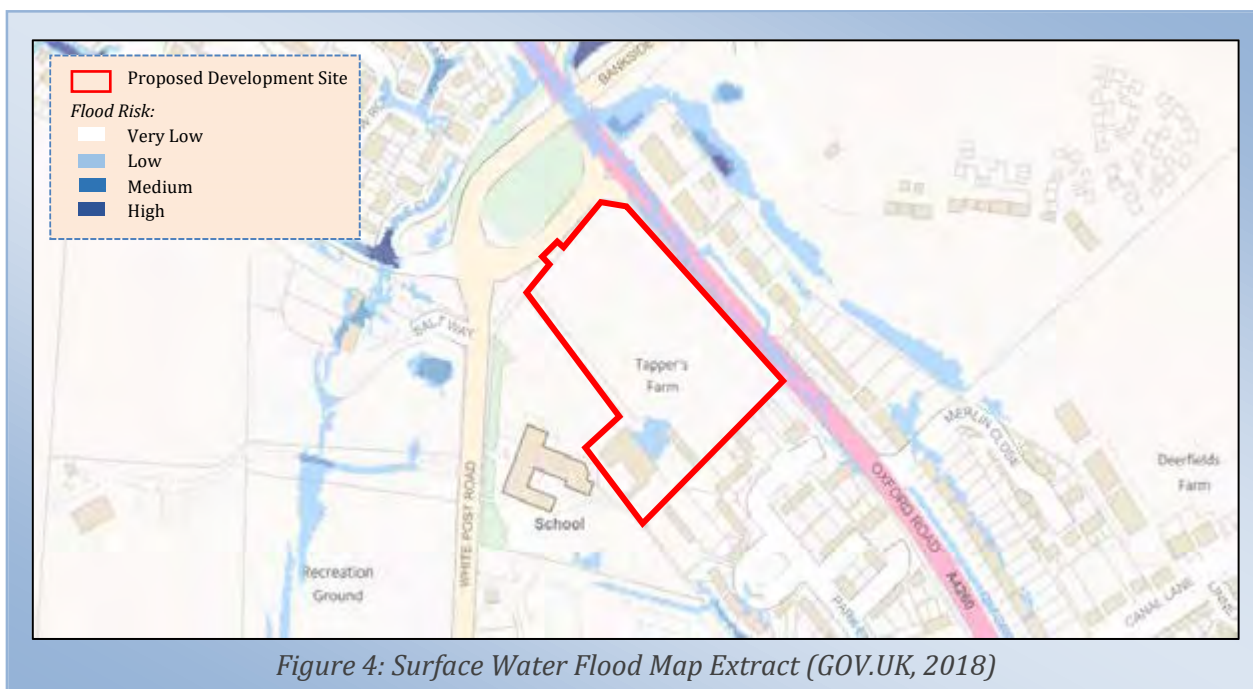 Proposed Development Site
Flood Risk:
Very Low
Low
Medium
High
BANKSIDE
SALT WAY
Tapper's
Farm
School
WHITE POST ROAD
Recreation
Ground
OXFORD ROAD
A4260
MERLIN CLOSE
Deerfields
Farm
CANAL LANE
Figure 4: Surface Water Flood Map Extract (GOV.UK, 2018)